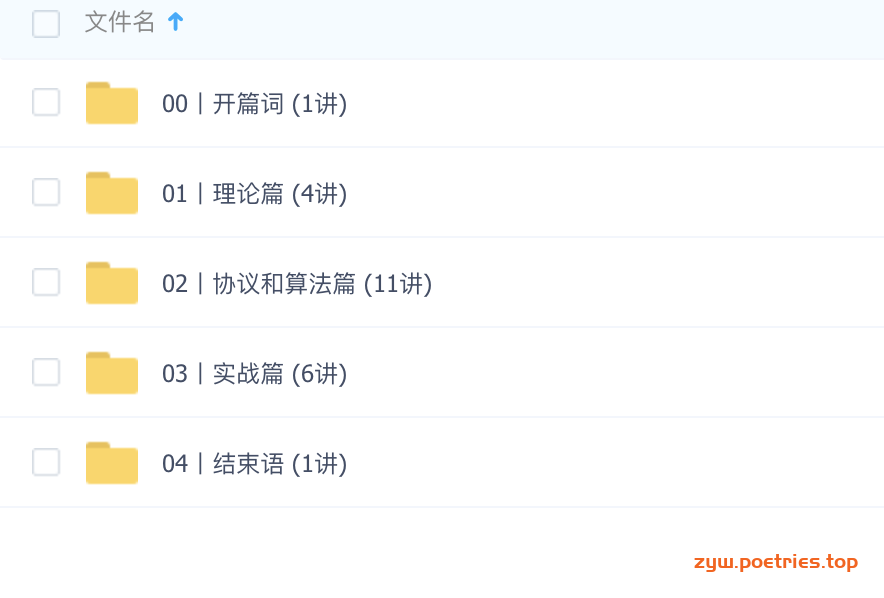 文件名
00丨开篇词 (1讲)
01丨理论篇 (4讲)
02丨协议和算法篇 (11讲)
03丨实战篇 (6讲)
04丨结束语 (1讲)
zyw.poetries.top